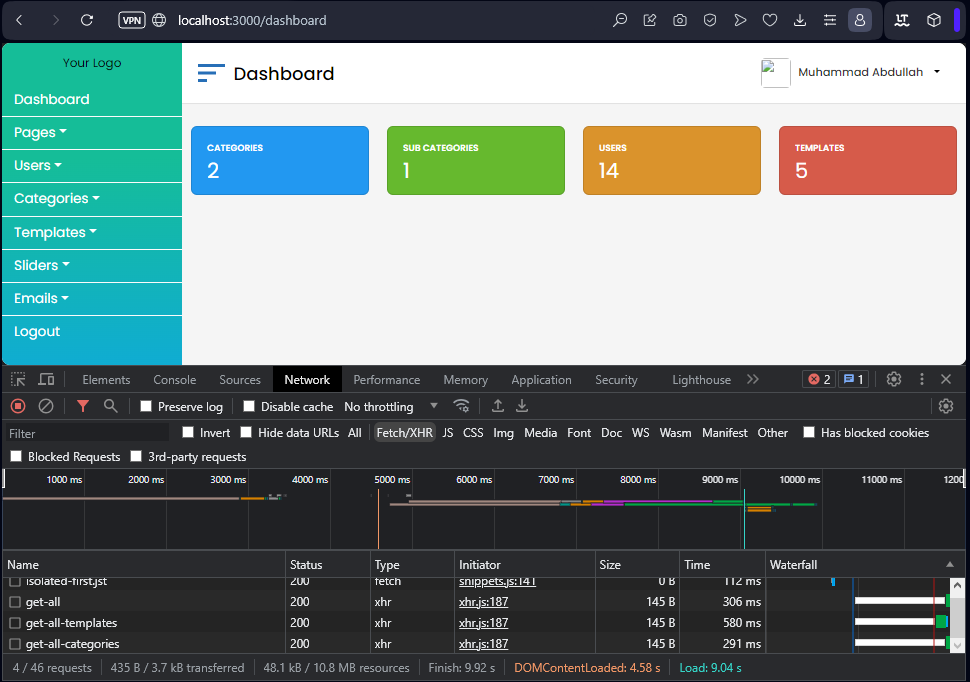 VPN localhost:3000/dashboard
Your Logo
Dashboard
Pages
Users
Categories
Templates
Sliders
Emails
Logout
Dashboard
Muhammad Abdullah
CATEGORIES
2
SUB CATEGORIES
1
USERS
14
TEMPLATES
5
Elements Console Sources Network Performance Memory Application Security Lighthouse 2 1
Preserve log Disable cache No throttling
Filter Invert Hide data URLs All Fetch/XHR JS CSS Img Media Font Doc WS Wasm Manifest Other Has blocked cookies
Blocked Requests 3rd-party requests
1000 ms 2000 ms 3000 ms 4000 ms 5000 ms 6000 ms 7000 ms 8000 ms 9000 ms 10000 ms 11000 ms 1200
Name Status Type Initiator Size Time Waterfall
isolated-first.jst 200 fetch snippets.js:141 0 B 112 ms
get-all 200 xhr xhr.js:187 145 B 306 ms
get-all-templates 200 xhr xhr.js:187 145 B 580 ms
get-all-categories 200 xhr xhr.js:187 145 B 291 ms
4 / 46 requests 435 B / 3.7 kB transferred 48.1 kB / 10.8 MB resources Finish: 9.92 s DOMContentLoaded: 4.58 s Load: 9.04 s